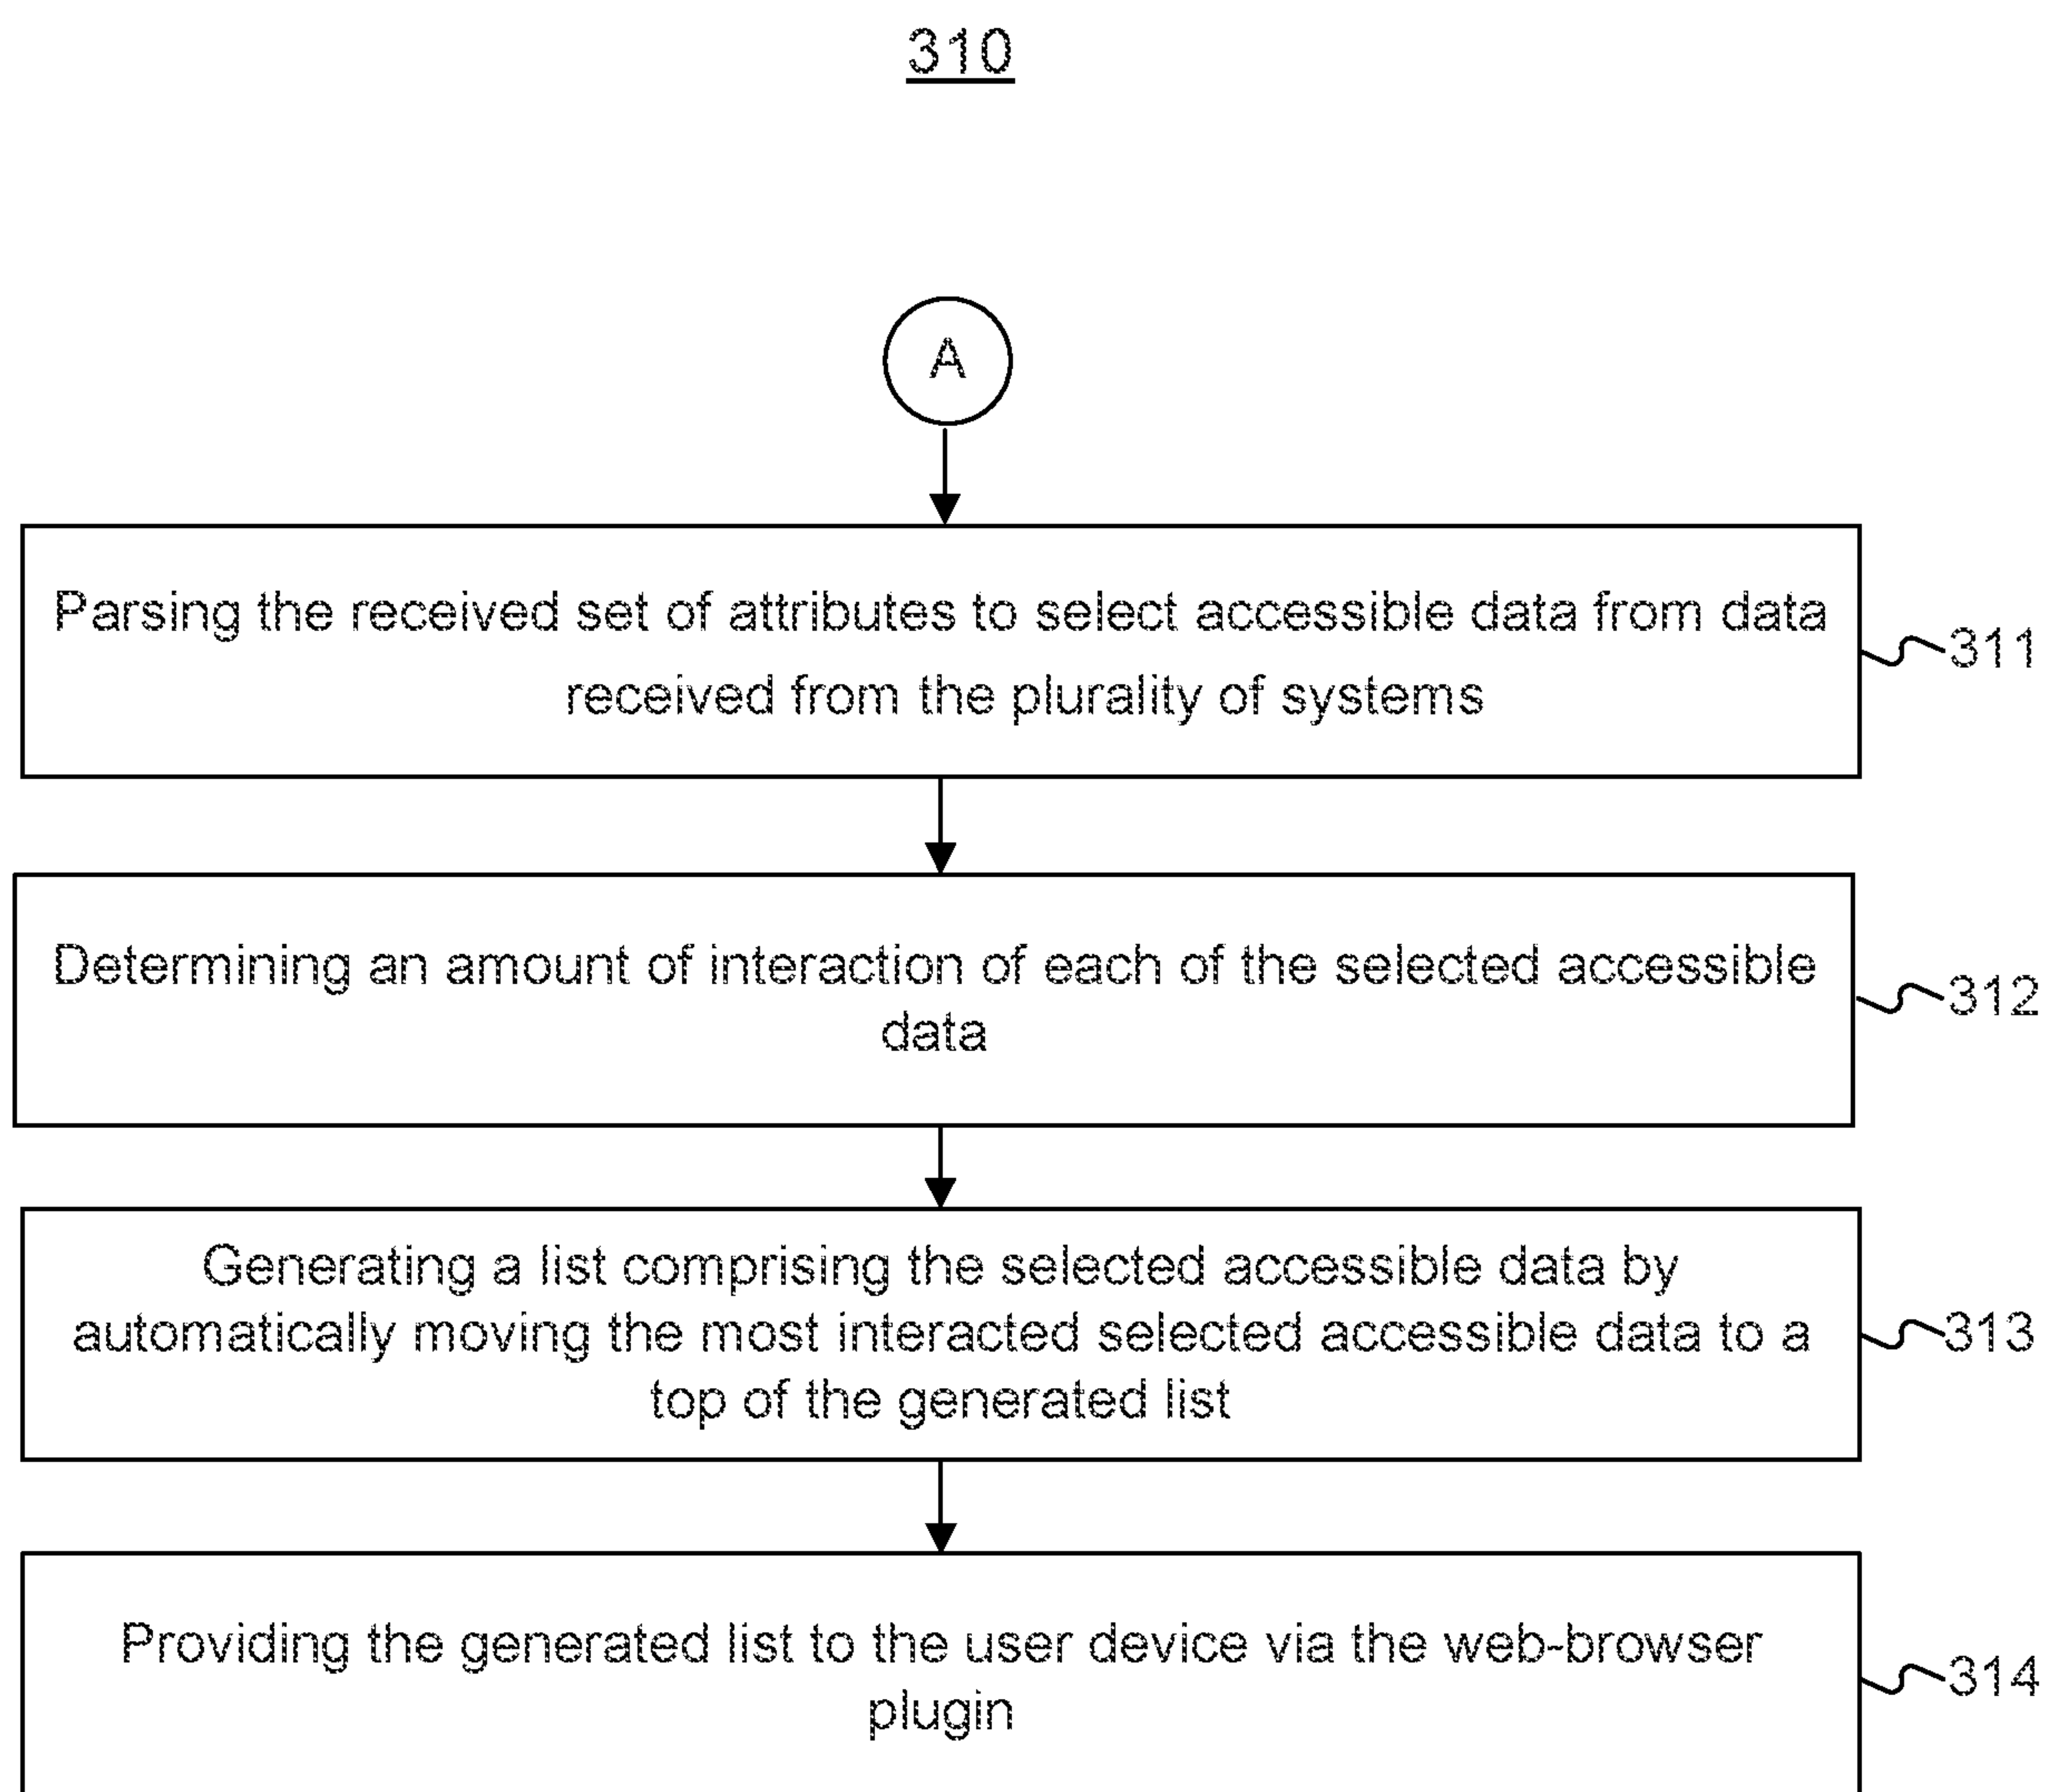 310
A
Parsing the received set of attributes to select accessible data from data
received from the plurality of systems
311
Determining an amount of interaction of each of the selected accessible
data
312
Generating a list comprising the selected accessible data by
automatically moving the most interacted selected accessible data to a
top of the generated list
313
Providing the generated list to the user device via the web-browser
plugin
314